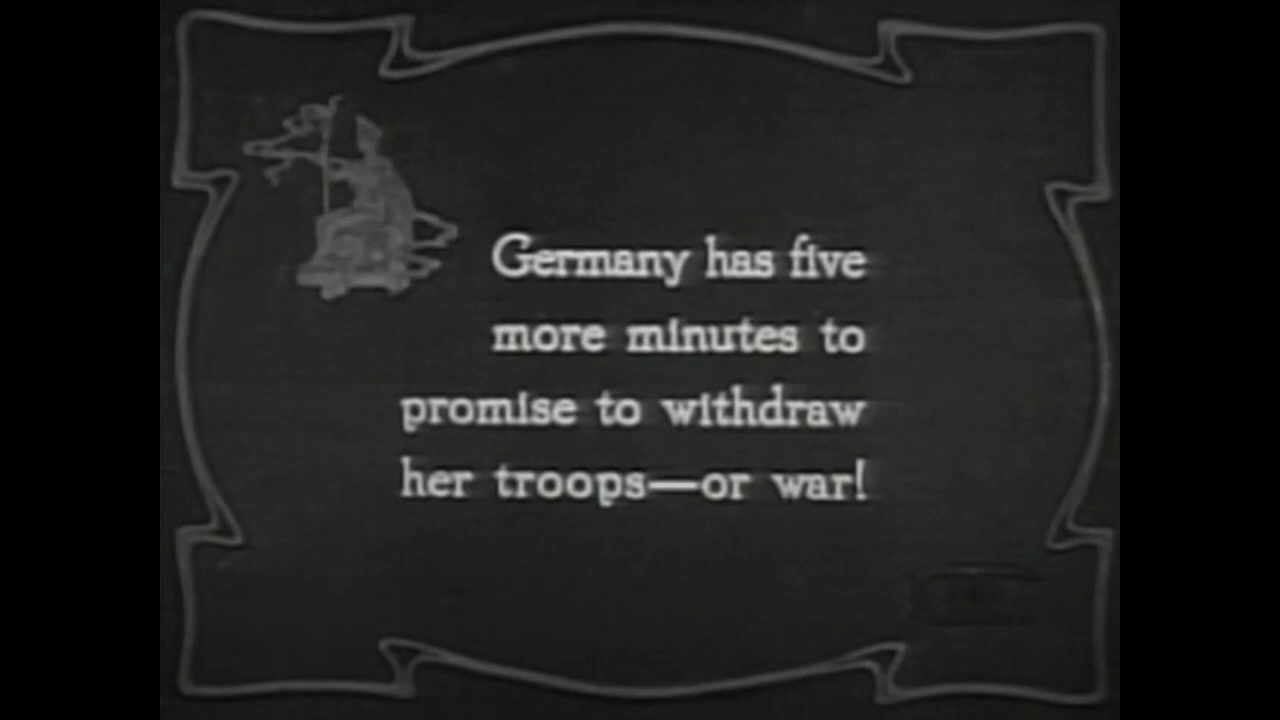 Germany has five
more minutes to
promise to withdraw
her troops—or war!